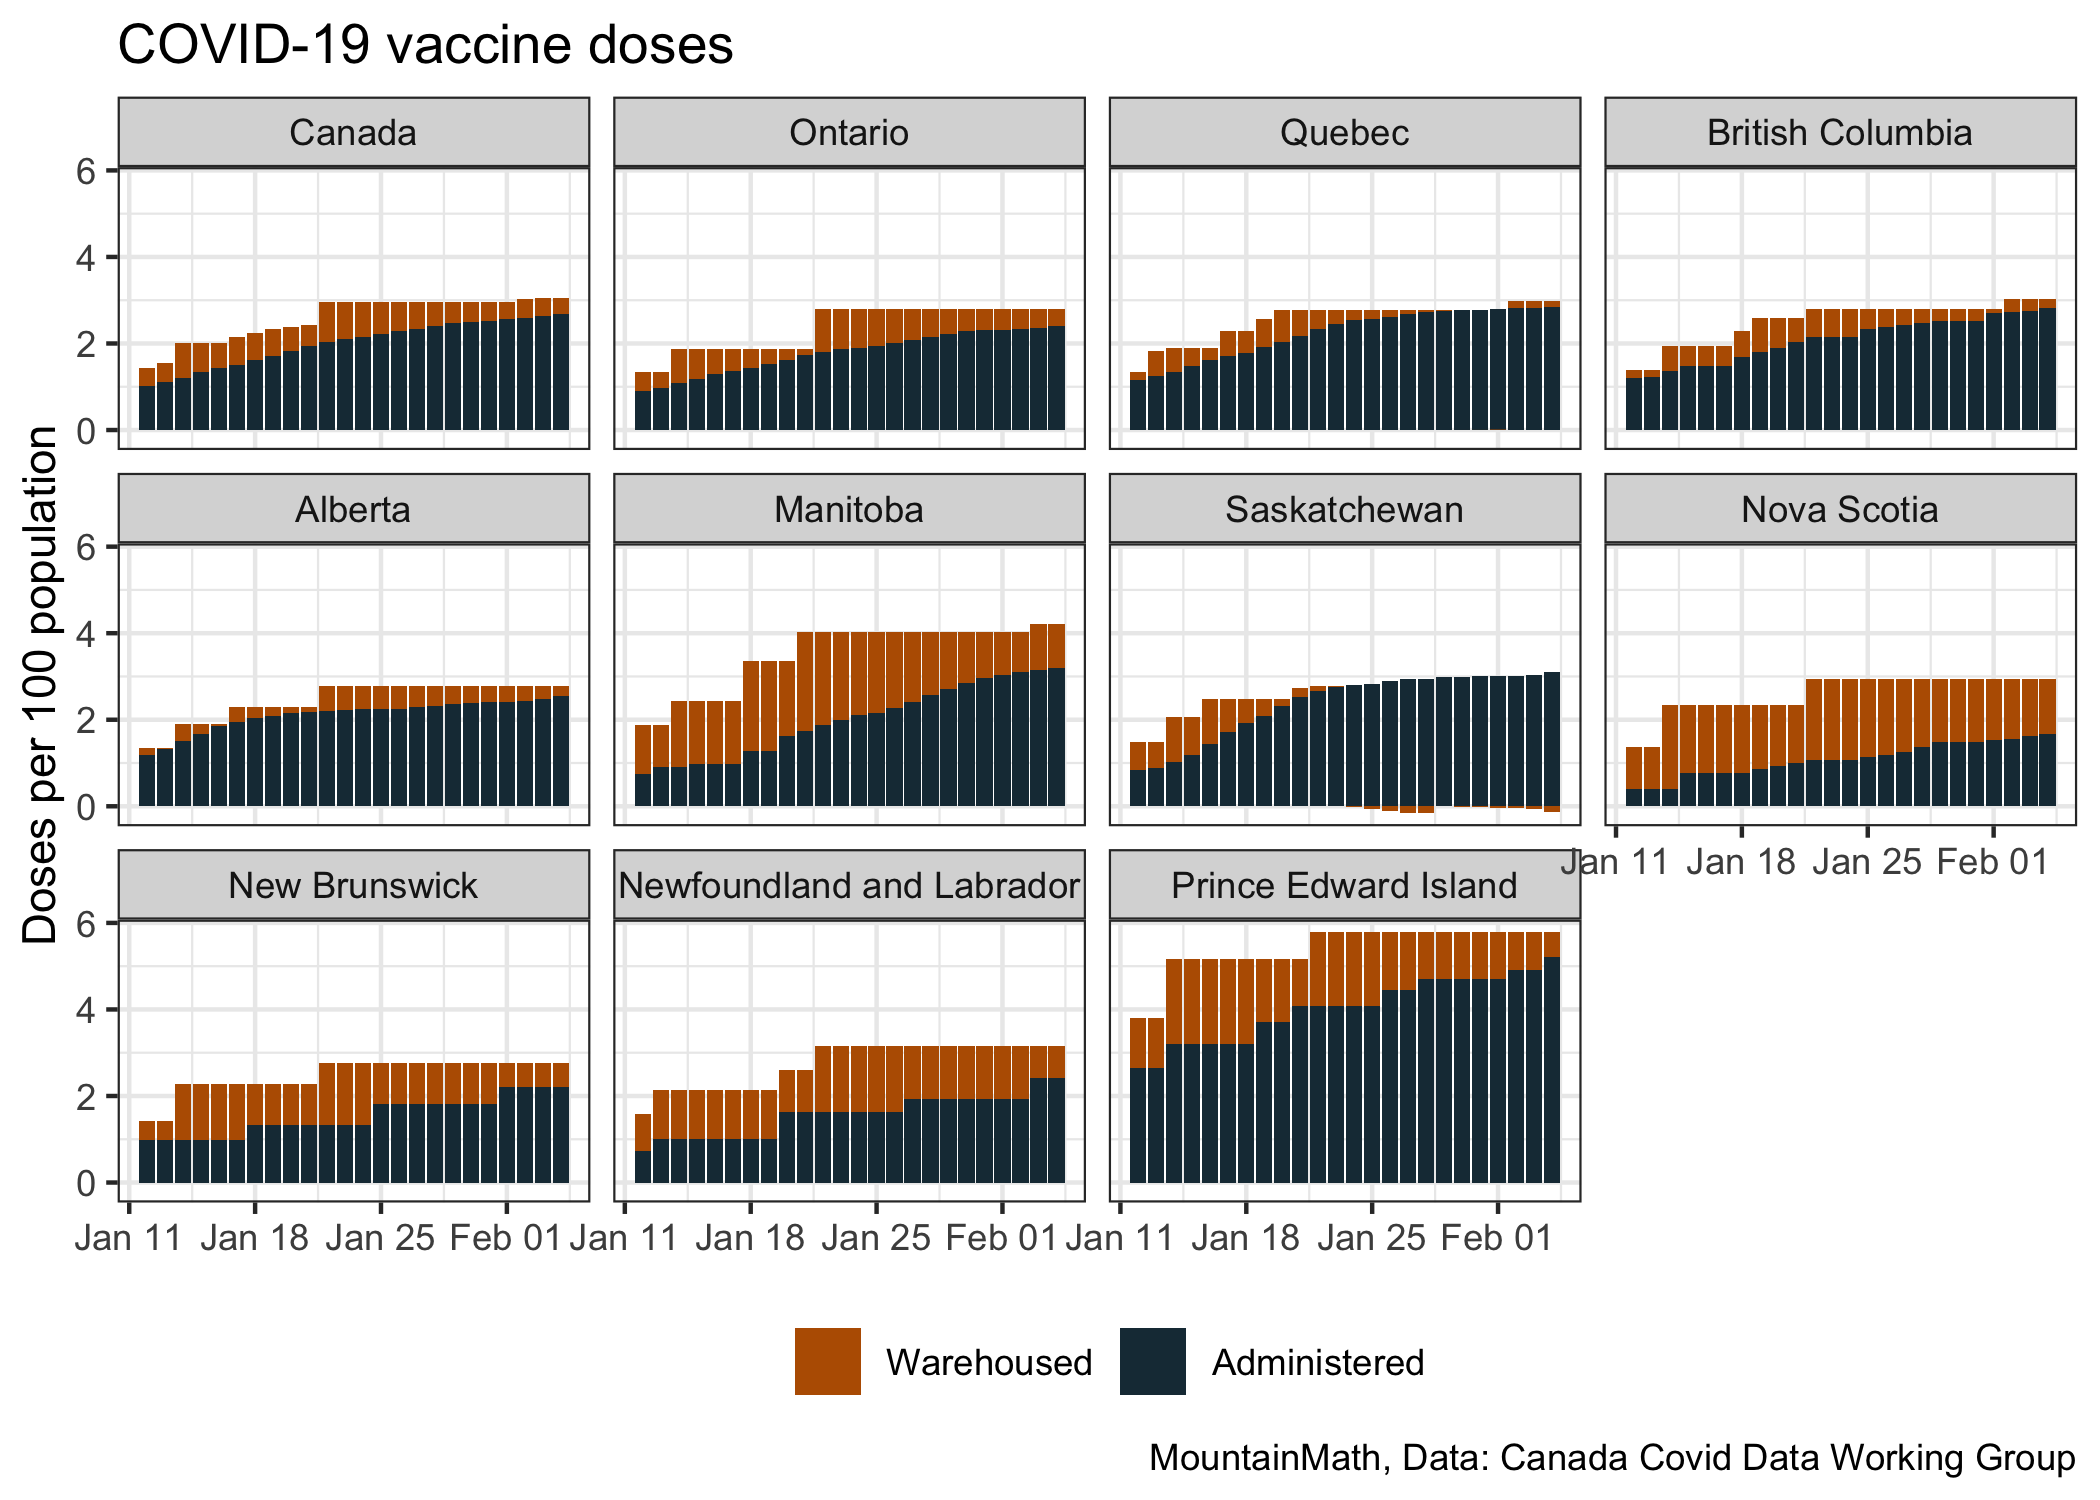 COVID-19 vaccine doses
Canada
Ontario
Quebec
British Columbia
6
4
2
0
Alberta
Manitoba
Saskatchewan
Nova Scotia
6
4
2
0
Jan 11 Jan 18 Jan 25 Feb 01
New Brunswick
Newfoundland and Labrador
Prince Edward Island
6
4
2
0
Jan 11 Jan 18 Jan 25 Feb 01
Jan 11 Jan 18 Jan 25 Feb 01
Jan 11 Jan 18 Jan 25 Feb 01
Doses per 100 population
Warehoused
Administered
MountainMath, Data: Canada Covid Data Working Group